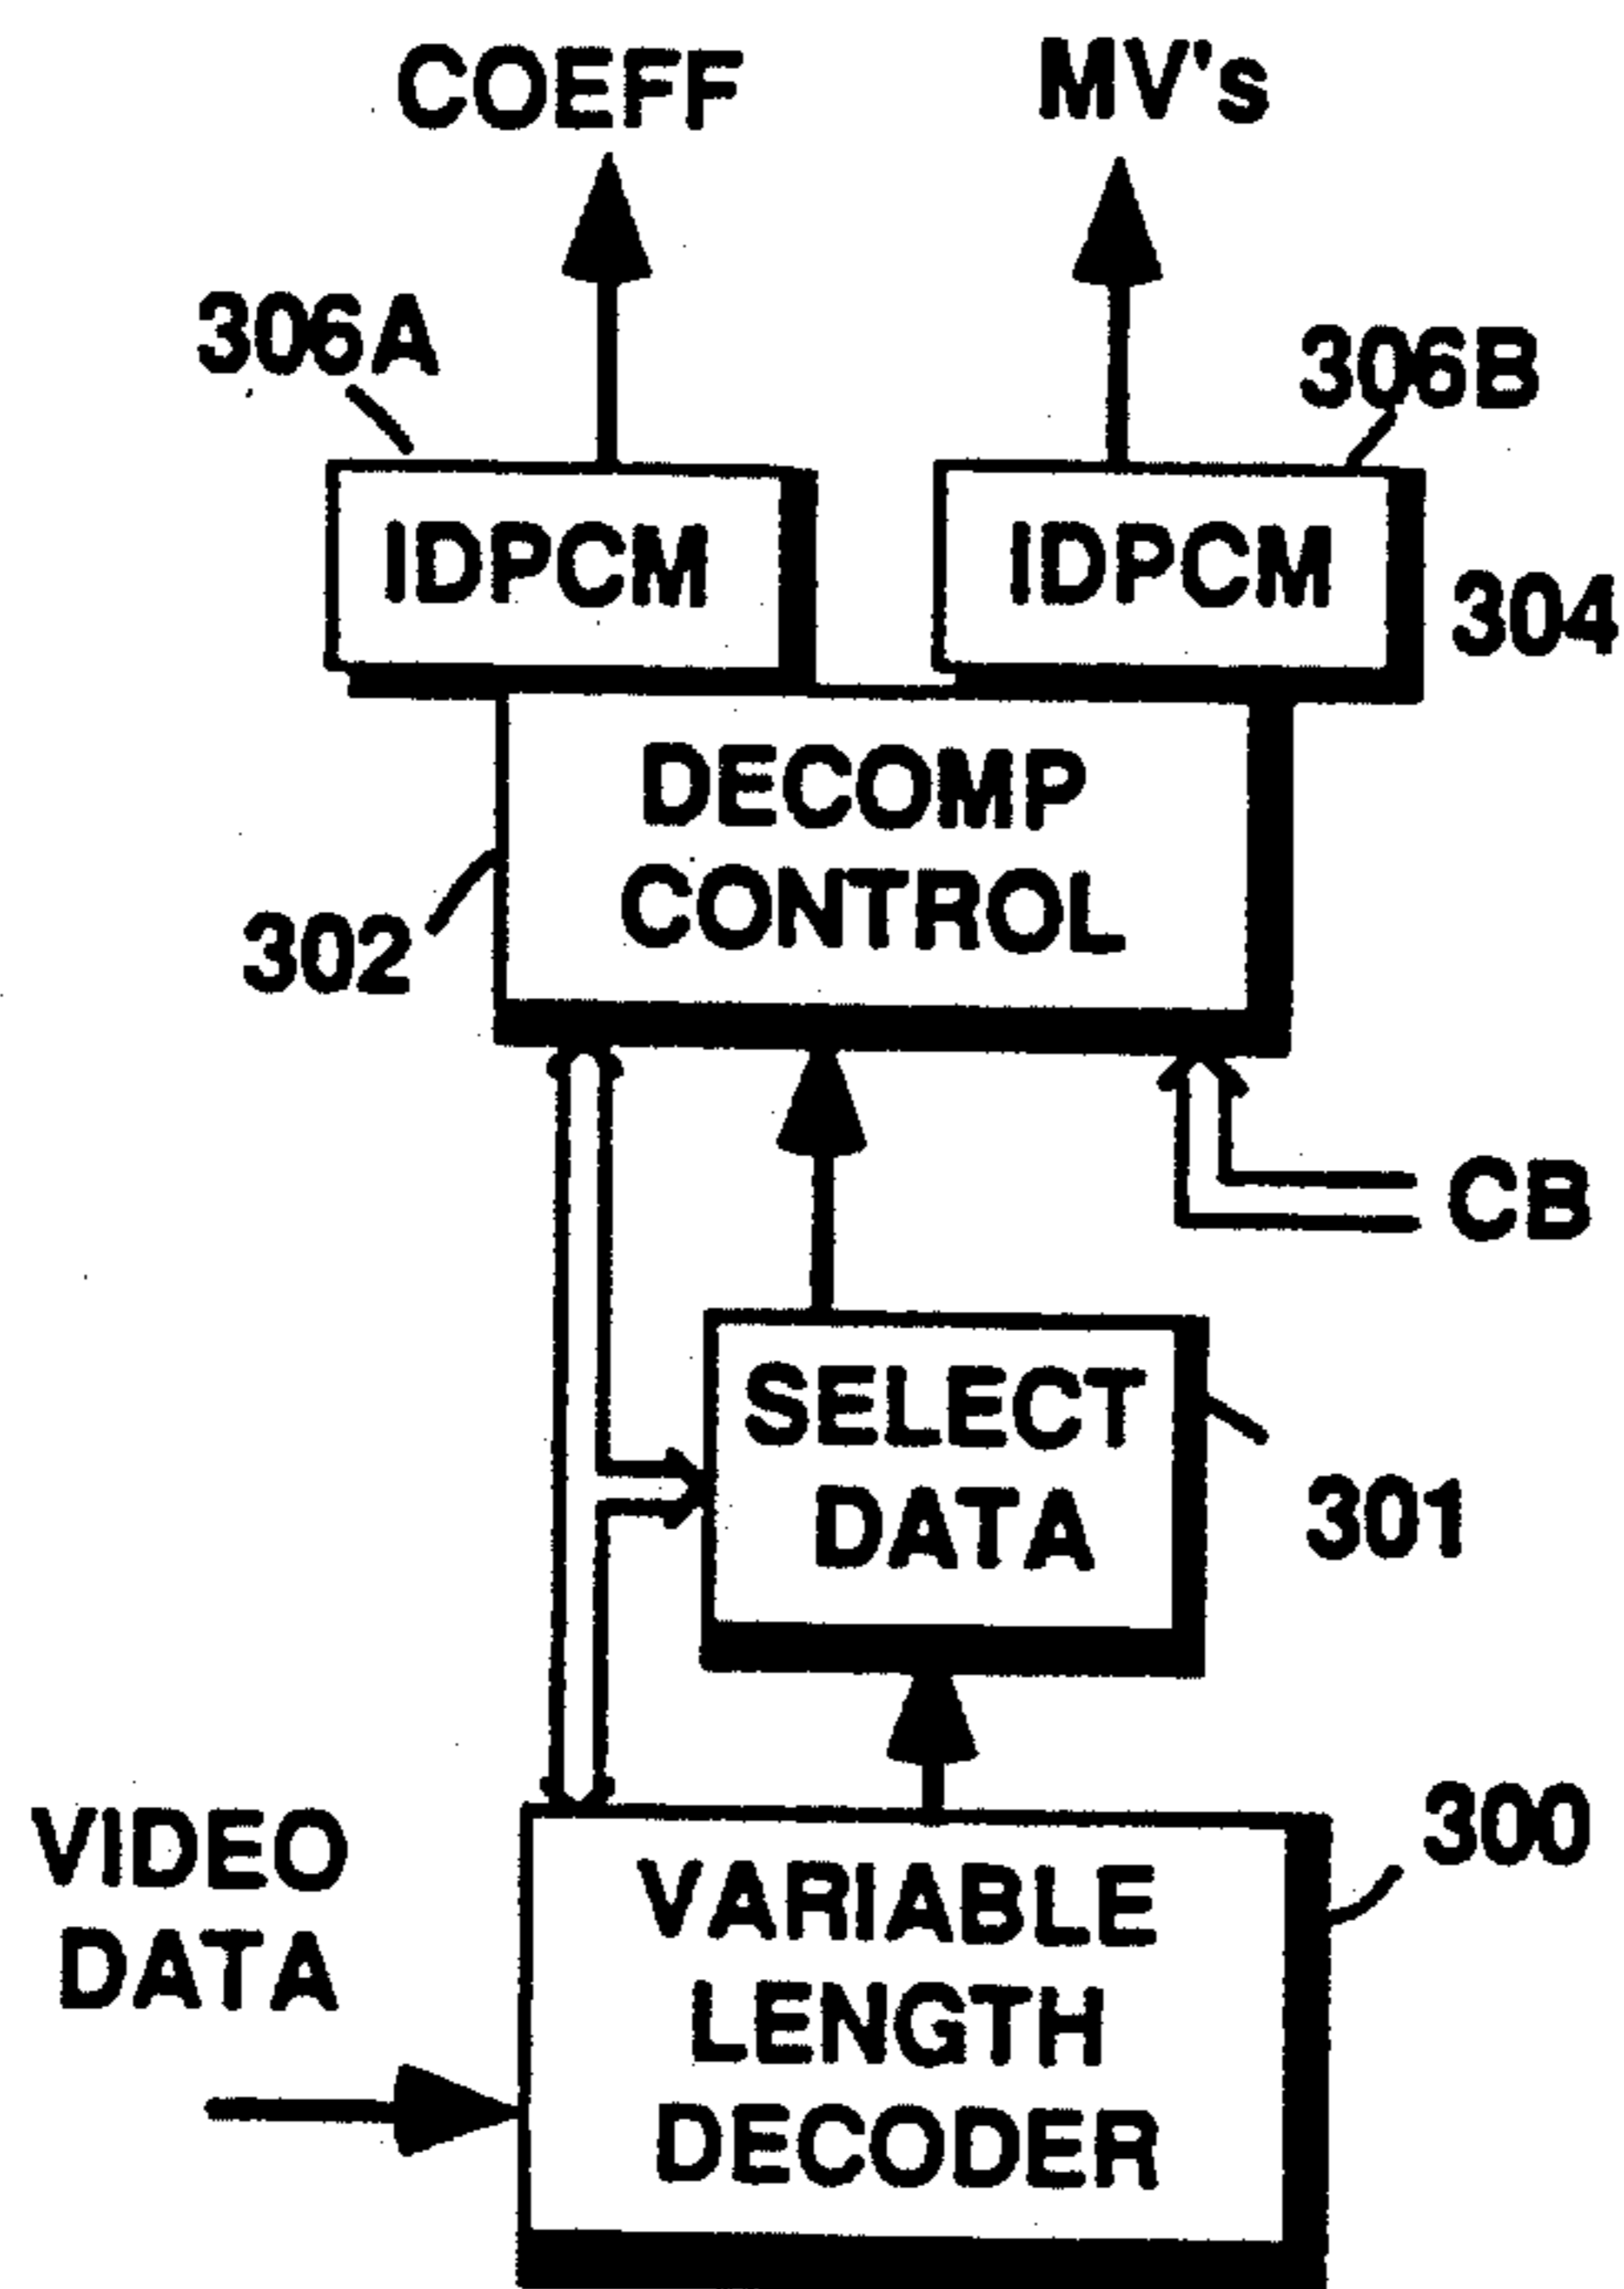 COEFF
MV's
306A
306B
IDPCM
IDPCM
304
DECOMP
CONTROL
302
CB
SELECT
DATA
301
VIDEO
DATA
300
VARIABLE
LENGTH
DECODER